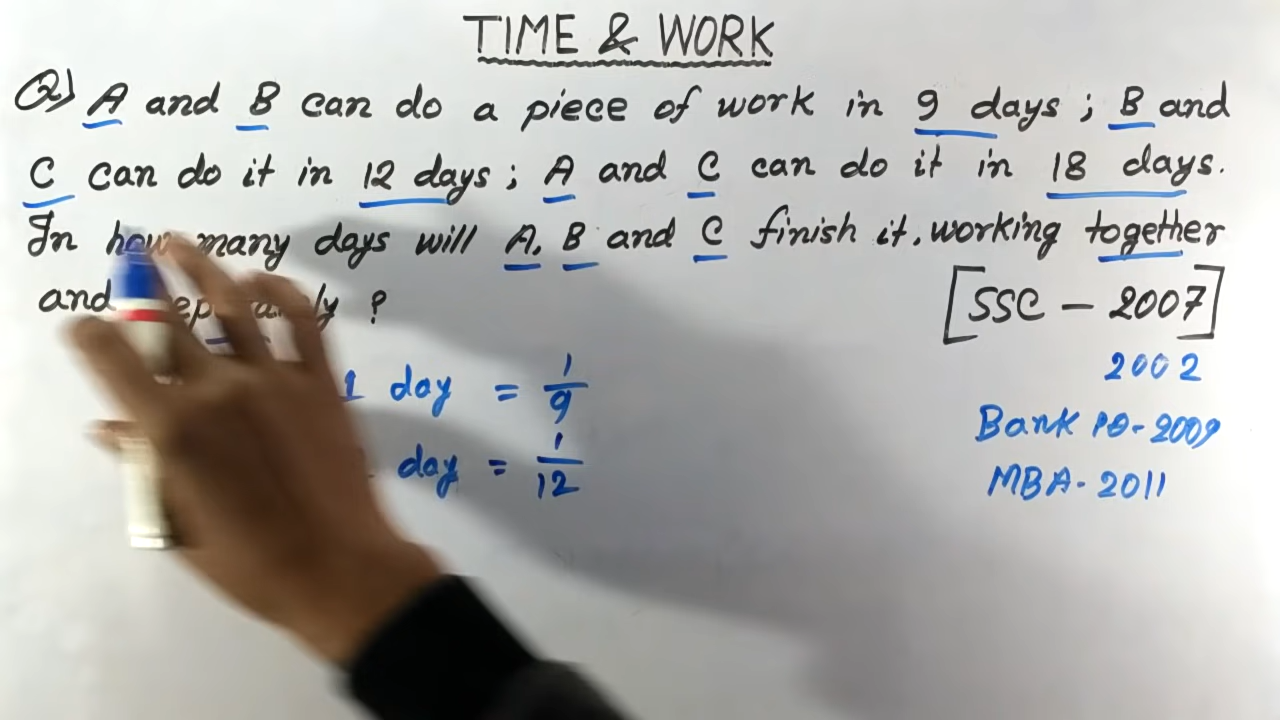 TIME & WORK
Q) A and B can do a piece of work in 9 days ; B and
C can do it in 12 days ; A and C can do it in 18 days.
In how many days will A, B and C finish it, working together
and ?
[SSC - 2007]
2002
1 day = 1/9
Bank PO - 2009
day = 1/12
MBA - 2011